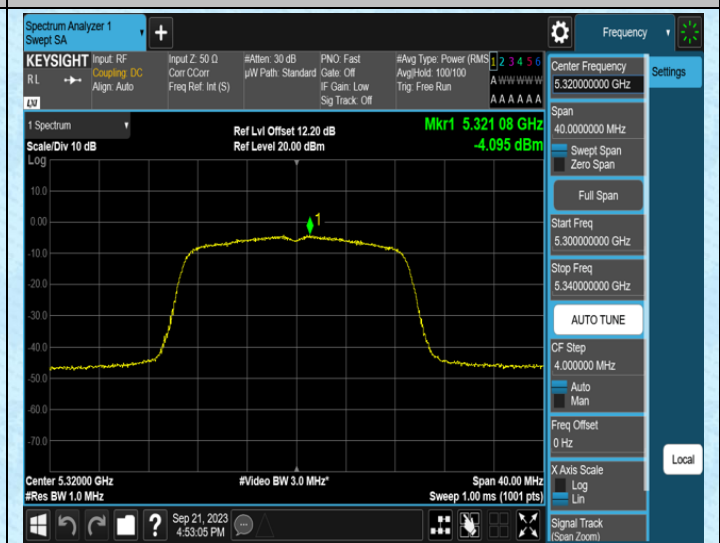 Spectrum Analyzer 1
Swept SA
+
Frequency
KEYSIGHT
RL
LXI
Input: RF
Coupling: DC
Align: Auto
Input Z: 50 Ω
Corr CCorr
Freq Ref: Int (S)
#Atten: 30 dB
µW Path: Standard
PNO: Fast
Gate: Off
IF Gain: Low
Sig Track: Off
#Avg Type: Power (RMS
Avg|Hold: 100/100
Trig: Free Run
1 2 3 4 5 6
A W W W W W
A A A A A A
1 Spectrum
Scale/Div 10 dB
Log
Ref Lvl Offset 12.20 dB
Ref Level 20.00 dBm
Mkr1 5.321 08 GHz
-4.095 dBm
10.0
0.00
-10.0
-20.0
-30.0
-40.0
-50.0
-60.0
-70.0
1
Center 5.32000 GHz
#Res BW 1.0 MHz
#Video BW 3.0 MHz*
Span 40.00 MHz
Sweep 1.00 ms (1001 pts)
?
Sep 21, 2023
4:53:05 PM
Center Frequency
5.320000000 GHz
Settings
Span
40.0000000 MHz
Swept Span
Zero Span
Full Span
Start Freq
5.300000000 GHz
Stop Freq
5.340000000 GHz
AUTO TUNE
CF Step
4.000000 MHz
Auto
Man
Freq Offset
0 Hz
X Axis Scale
Log
Lin
Local
Signal Track
(Span Zoom)